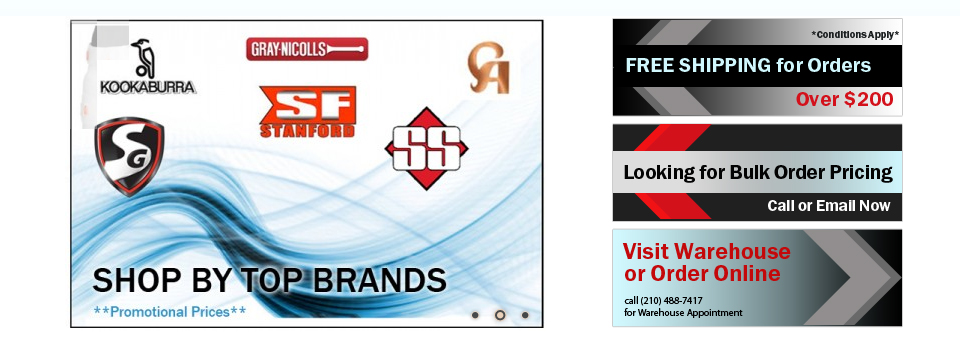 KOOKABURRA
GRAY-NICOLLS
CA
SF
STANFORD
SG
SS
SHOP BY TOP BRANDS
**Promotional Prices**
*Conditions Apply*
FREE SHIPPING for Orders
Over $200
Looking for Bulk Order Pricing
Call or Email Now
Visit Warehouse
or Order Online
call (210) 488-7417
for Warehouse Appointment